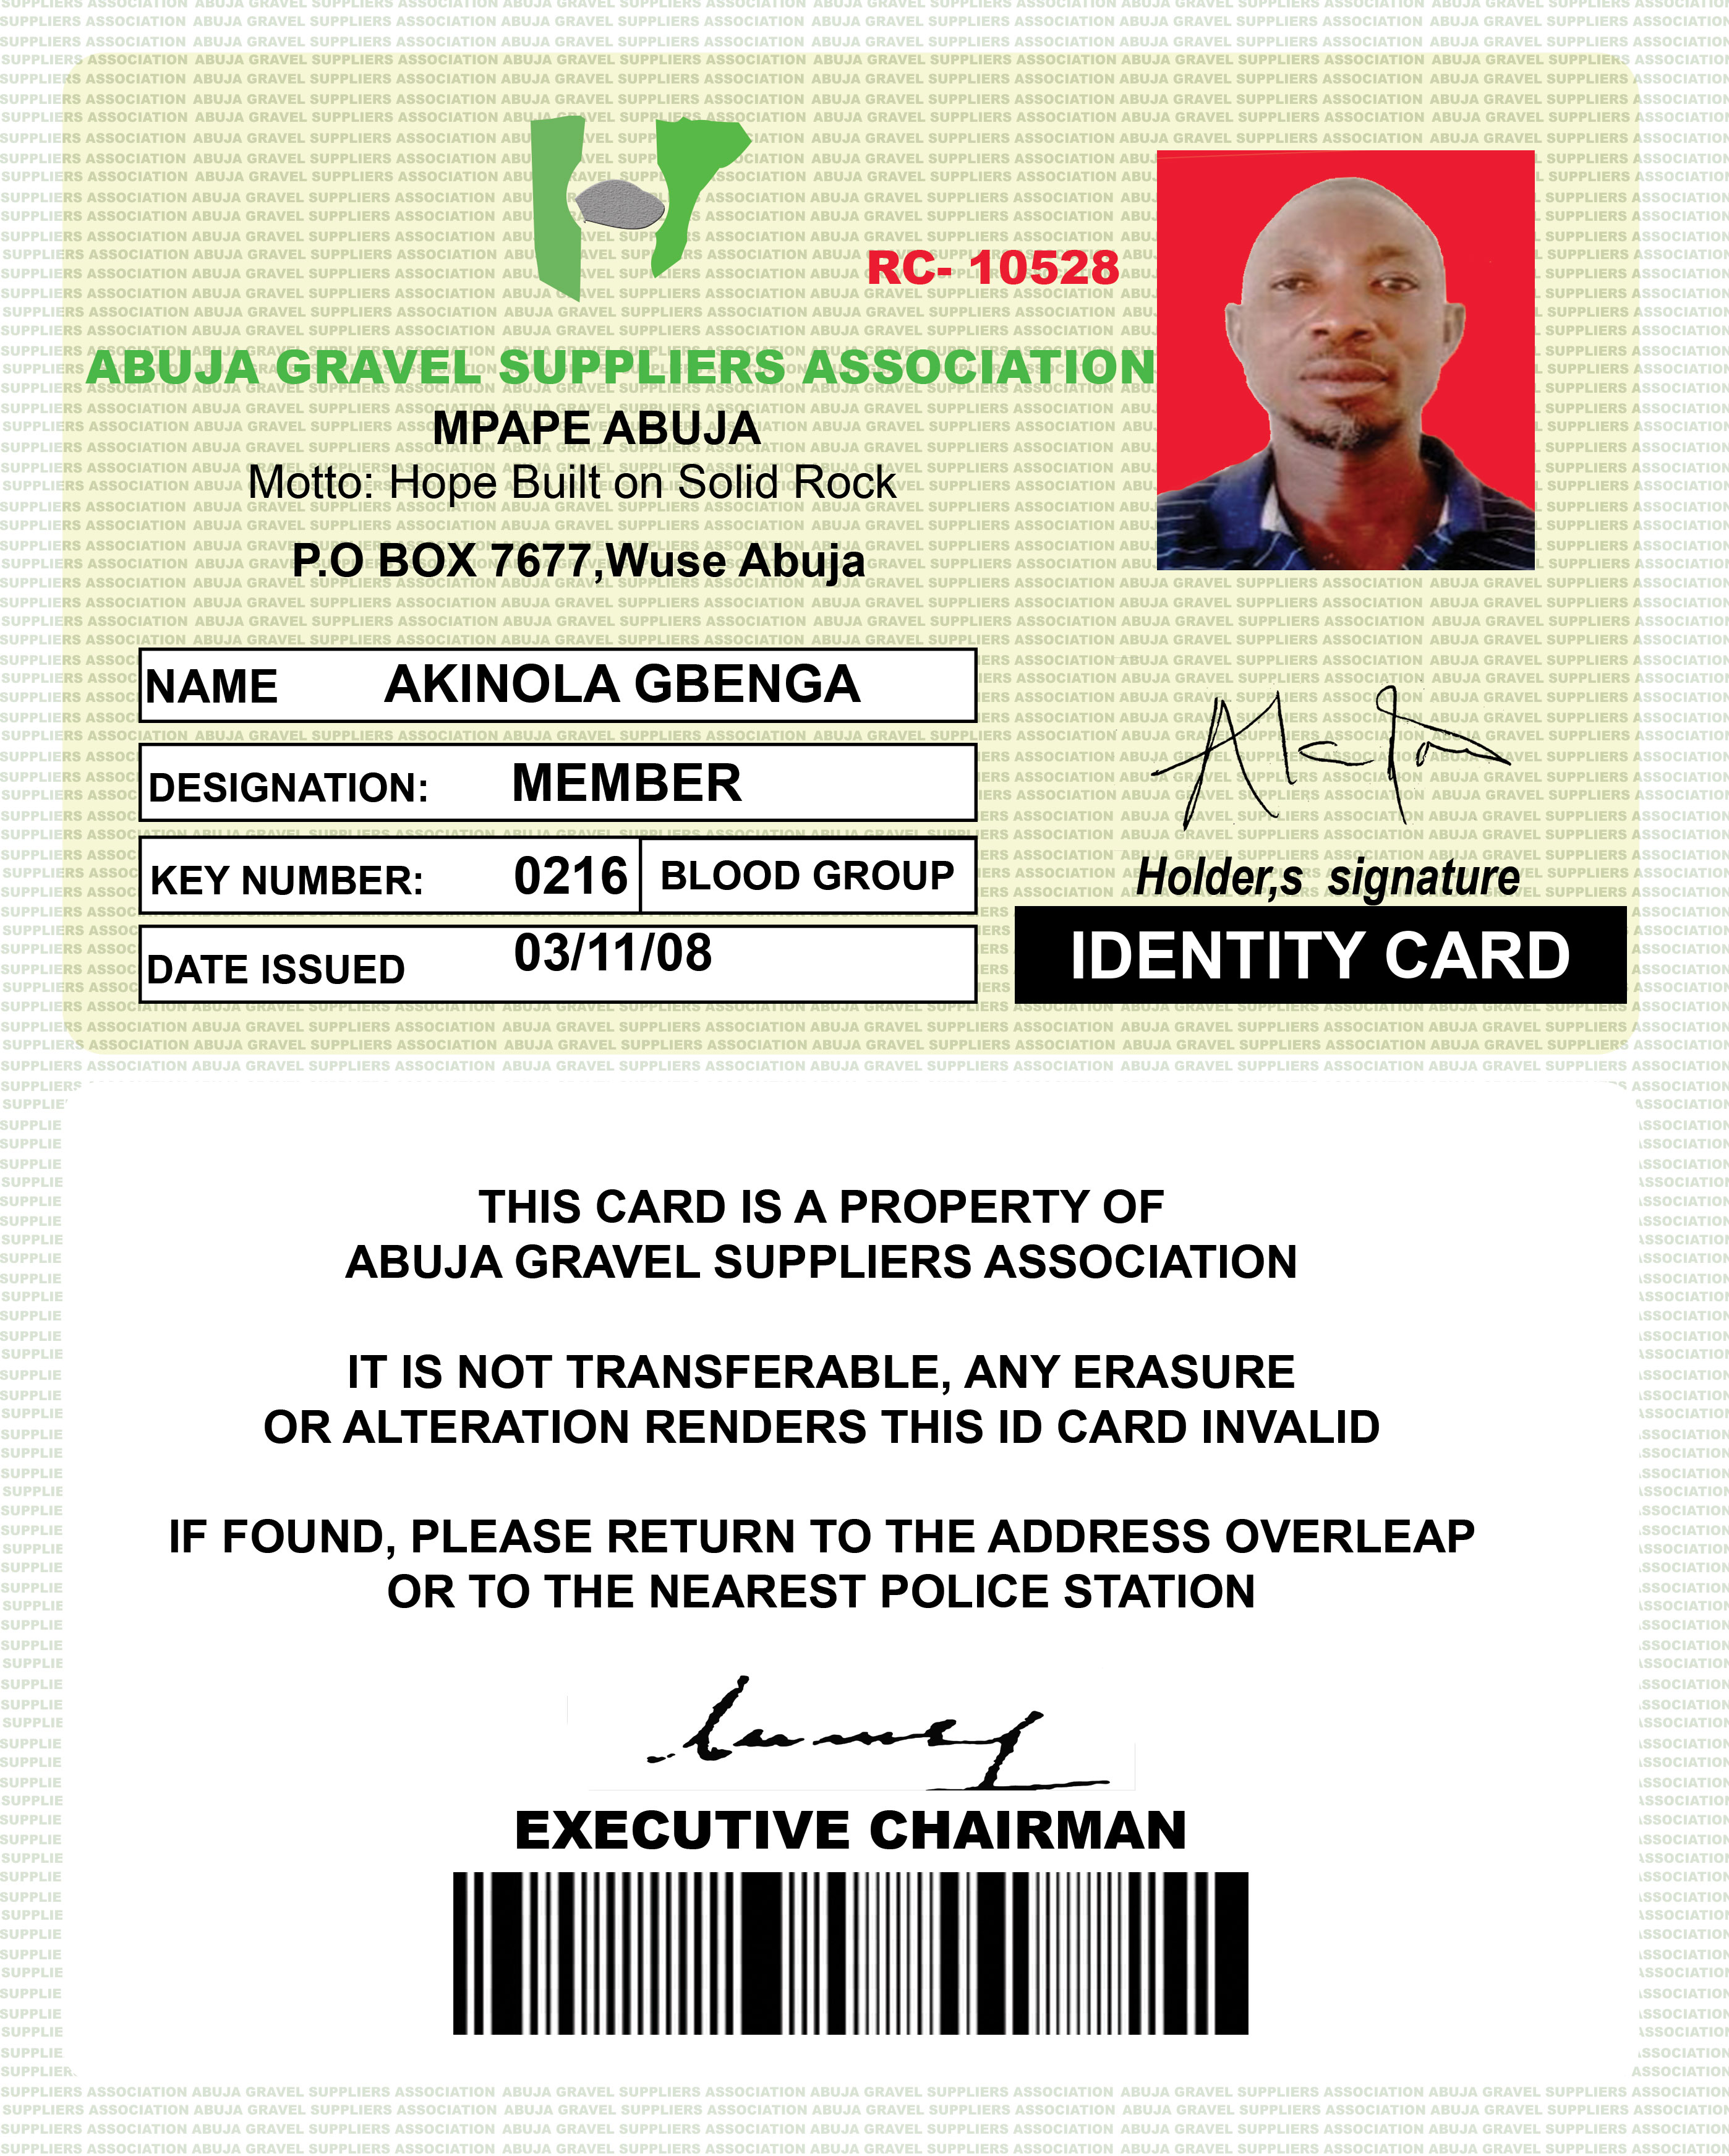 RC- 10528
ABUJA GRAVEL SUPPLIERS ASSOCIATION
MPAPE ABUJA
Motto: Hope Built on Solid Rock
P.O BOX 7677,Wuse Abuja
NAME AKINOLA GBENGA
DESIGNATION: MEMBER
KEY NUMBER: 0216 BLOOD GROUP
DATE ISSUED 03/11/08
Holder,s signature
IDENTITY CARD
THIS CARD IS A PROPERTY OF
ABUJA GRAVEL SUPPLIERS ASSOCIATION
IT IS NOT TRANSFERABLE, ANY ERASURE
OR ALTERATION RENDERS THIS ID CARD INVALID
IF FOUND, PLEASE RETURN TO THE ADDRESS OVERLEAP
OR TO THE NEAREST POLICE STATION
EXECUTIVE CHAIRMAN